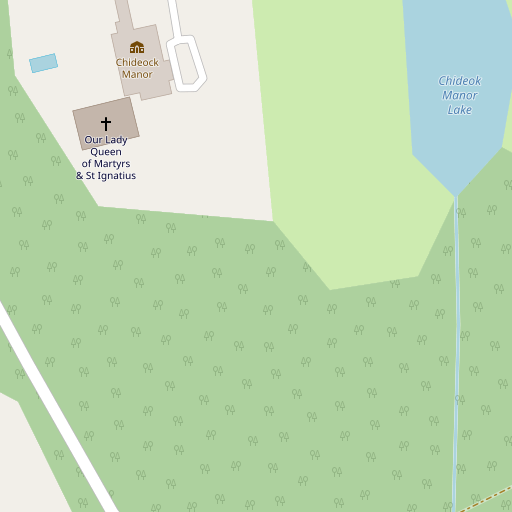 Chideock
Manor
Our Lady
Queen
of Martyrs
& St Ignatius
Chideok
Manor
Lake